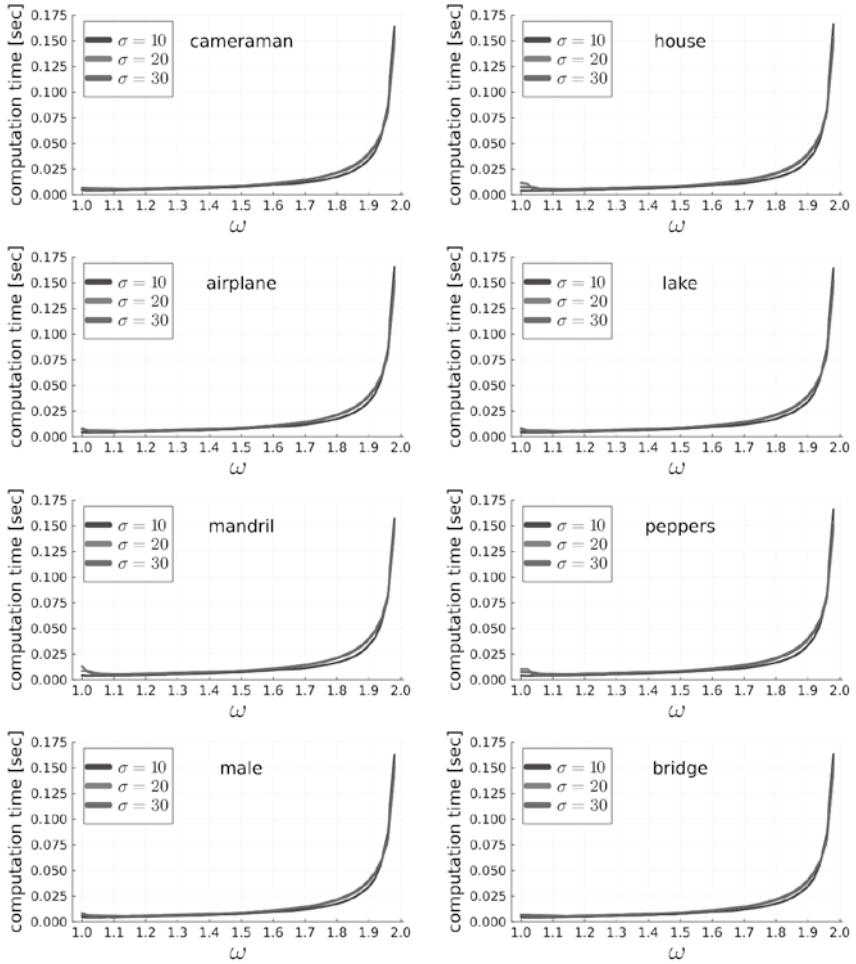 cameraman
computation time [sec]
0.175
0.150
0.125
0.100
0.075
0.050
0.025
0.000
σ = 10
σ = 20
σ = 30
1.0 1.1 1.2 1.3 1.4 1.5 1.6 1.7 1.8 1.9 2.0
ω
house
computation time [sec]
0.175
0.150
0.125
0.100
0.075
0.050
0.025
0.000
σ = 10
σ = 20
σ = 30
1.0 1.1 1.2 1.3 1.4 1.5 1.6 1.7 1.8 1.9 2.0
ω
airplane
computation time [sec]
0.175
0.150
0.125
0.100
0.075
0.050
0.025
0.000
σ = 10
σ = 20
σ = 30
1.0 1.1 1.2 1.3 1.4 1.5 1.6 1.7 1.8 1.9 2.0
ω
lake
computation time [sec]
0.175
0.150
0.125
0.100
0.075
0.050
0.025
0.000
σ = 10
σ = 20
σ = 30
1.0 1.1 1.2 1.3 1.4 1.5 1.6 1.7 1.8 1.9 2.0
ω
mandril
computation time [sec]
0.175
0.150
0.125
0.100
0.075
0.050
0.025
0.000
σ = 10
σ = 20
σ = 30
1.0 1.1 1.2 1.3 1.4 1.5 1.6 1.7 1.8 1.9 2.0
ω
peppers
computation time [sec]
0.175
0.150
0.125
0.100
0.075
0.050
0.025
0.000
σ = 10
σ = 20
σ = 30
1.0 1.1 1.2 1.3 1.4 1.5 1.6 1.7 1.8 1.9 2.0
ω
male
computation time [sec]
0.175
0.150
0.125
0.100
0.075
0.050
0.025
0.000
σ = 10
σ = 20
σ = 30
1.0 1.1 1.2 1.3 1.4 1.5 1.6 1.7 1.8 1.9 2.0
ω
bridge
computation time [sec]
0.175
0.150
0.125
0.100
0.075
0.050
0.025
0.000
σ = 10
σ = 20
σ = 30
1.0 1.1 1.2 1.3 1.4 1.5 1.6 1.7 1.8 1.9 2.0
ω